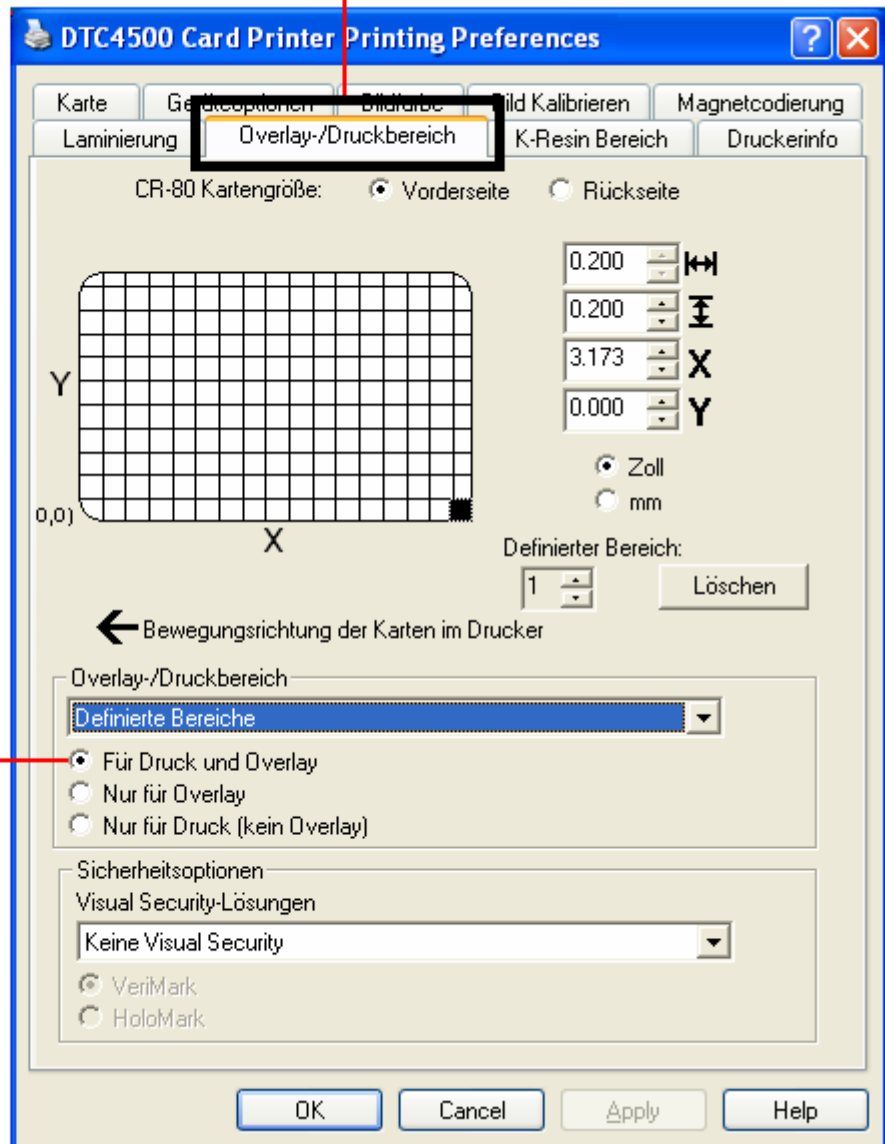 DTC4500 Card Printer Printing Preferences
Karte Geräteoptionen Bildfarbe Bild Kalibrieren Magnetcodierung
Laminierung Overlay-/Druckbereich K-Resin Bereich Druckerinfo
CR-80 Kartengröße: Vorderseite Rückseite
0.200
0.200
3.173 X
Y
0.000 Y
Zoll
mm
0,0)
X
Definierter Bereich:
1 Löschen
Bewegungsrichtung der Karten im Drucker
Overlay-/Druckbereich
Definierte Bereiche
Für Druck und Overlay
Nur für Overlay
Nur für Druck (kein Overlay)
Sicherheitsoptionen
Visual Security-Lösungen
Keine Visual Security
VeriMark
HoloMark
OK Cancel Apply Help